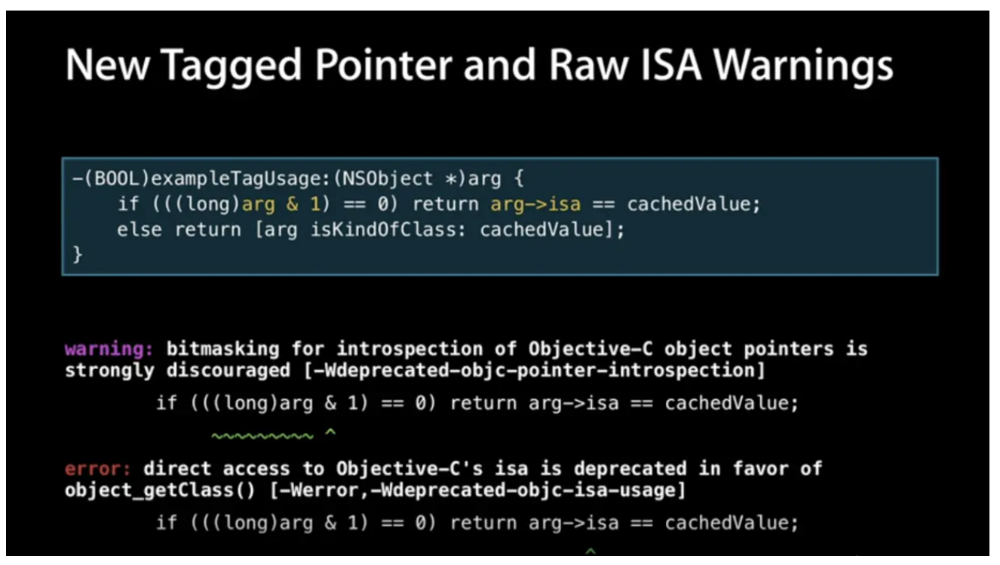 New Tagged Pointer and Raw ISA Warnings
-(BOOL)exampleTagUsage:(NSObject *)arg {
    if (((long)arg & 1) == 0) return arg->isa == cachedValue;
    else return [arg isKindOfClass: cachedValue];
}
warning: bitmasking for introspection of Objective-C object pointers is
strongly discouraged [-Wdeprecated-objc-pointer-introspection]
        if (((long)arg & 1) == 0) return arg->isa == cachedValue;
             ~~~~~~~~~ ^
error: direct access to Objective-C's isa is deprecated in favor of
object_getClass() [-Werror,-Wdeprecated-objc-isa-usage]
        if (((long)arg & 1) == 0) return arg->isa == cachedValue;
                                              ^